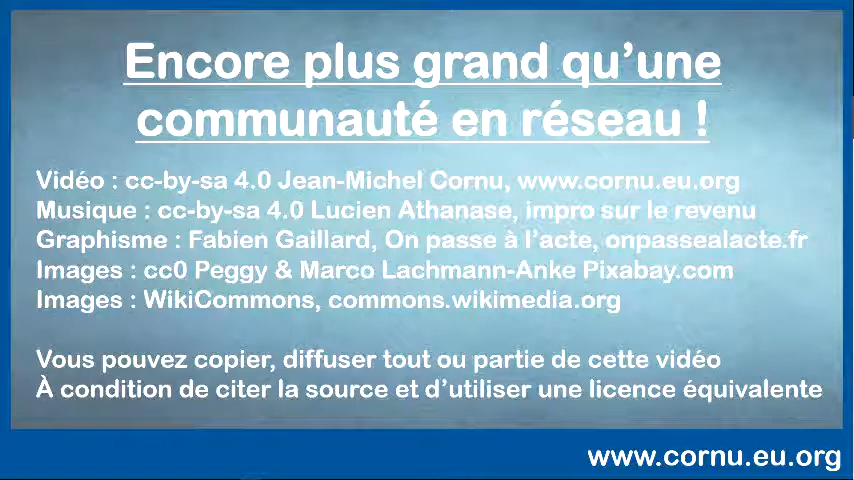 Encore plus grand qu’une
communauté en réseau !
Vidéo : cc-by-sa 4.0 Jean-Michel Cornu, www.cornu.eu.org
Musique : cc-by-sa 4.0 Lucien Athanase, impro sur le revenu
Graphisme : Fabien Gaillard, On passe à l’acte, onpassealacte.fr
Images : cc0 Peggy & Marco Lachmann-Anke Pixabay.com
Images : WikiCommons, commons.wikimedia.org
Vous pouvez copier, diffuser tout ou partie de cette vidéo
À condition de citer la source et d’utiliser une licence équivalente
www.cornu.eu.org